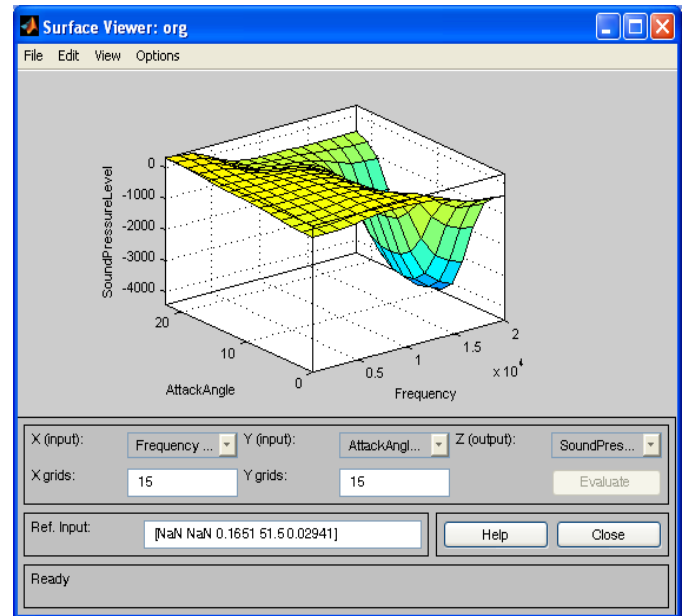 Surface Viewer: org
File Edit View Options
0
-1000
-2000
-3000
-4000
SoundPressureLevel
20
10
0
AttackAngle
0.5
1
1.5
2
x 10^4
Frequency
X (input): Frequency ... Y (input): AttackAngl... Z (output): SoundPres...
X grids: 15 Y grids: 15 Evaluate
Ref. Input: [NaN NaN 0.1651 51.5 0.02941] Help Close
Ready